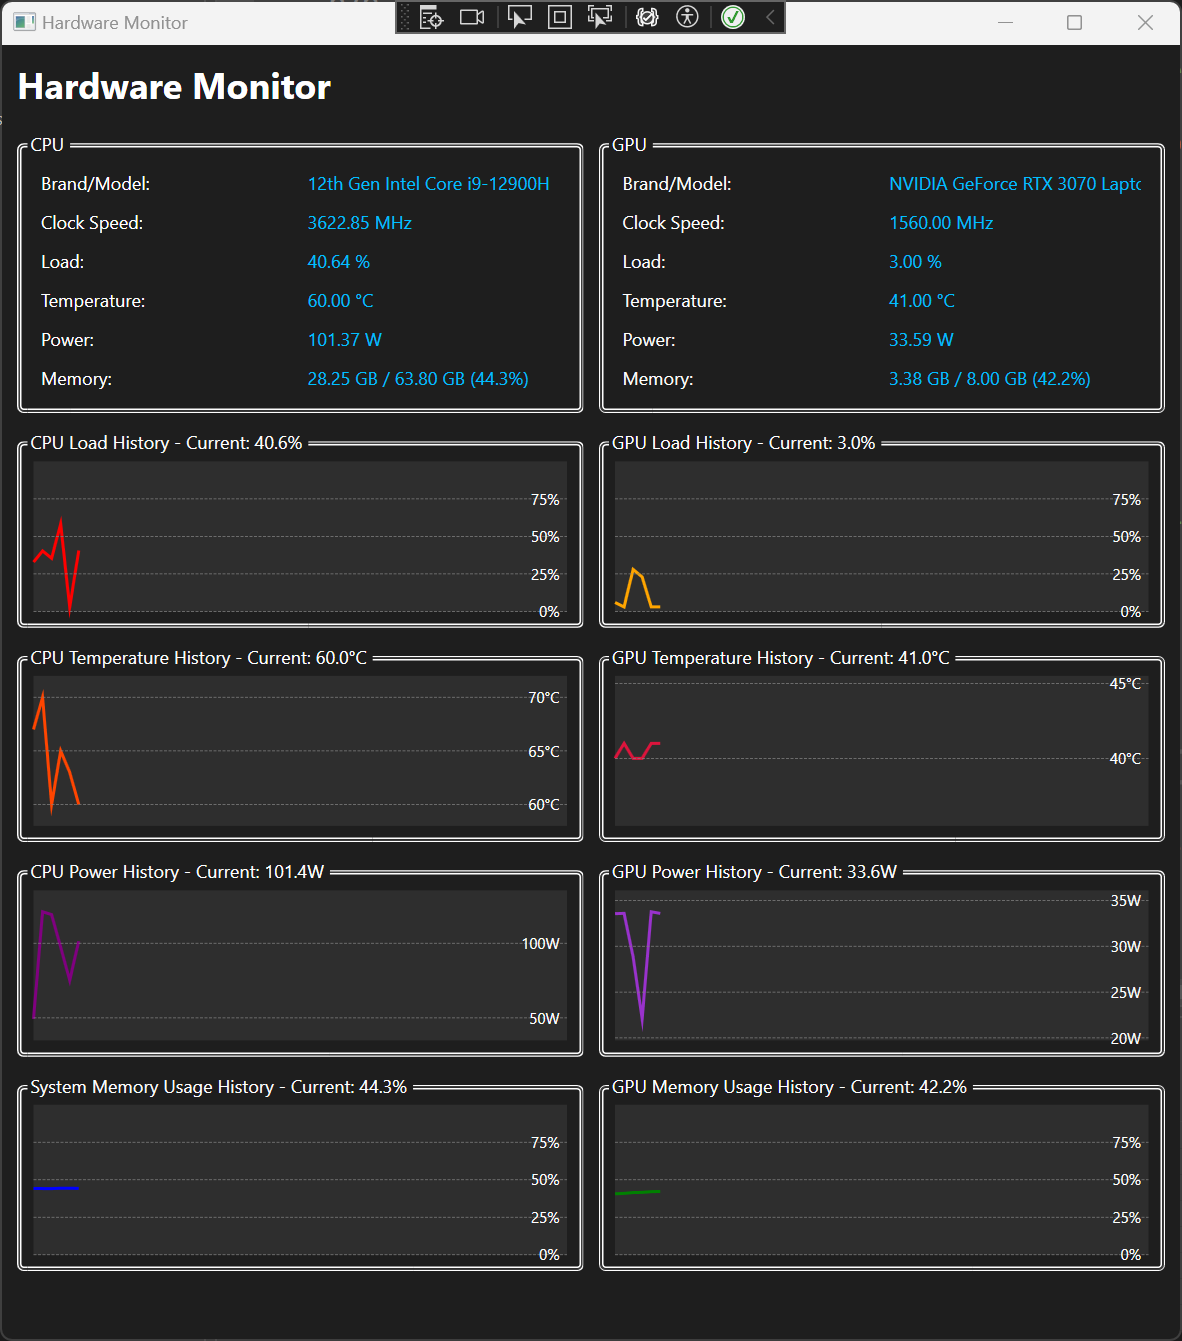 Hardware Monitor
Hardware Monitor
CPU
Brand/Model: 12th Gen Intel Core i9-12900H
Clock Speed: 3622.85 MHz
Load: 40.64 %
Temperature: 60.00 °C
Power: 101.37 W
Memory: 28.25 GB / 63.80 GB (44.3%)
GPU
Brand/Model: NVIDIA GeForce RTX 3070
Clock Speed: 1560.00 MHz
Load: 3.00 %
Temperature: 41.00 °C
Power: 33.59 W
Memory: 3.38 GB / 8.00 GB (42.2%)
CPU Load History - Current: 40.6%
75%
50%
25%
0%
GPU Load History - Current: 3.0%
75%
50%
25%
0%
CPU Temperature History - Current: 60.0°C
70°C
65°C
60°C
GPU Temperature History - Current: 41.0°C
45°C
40°C
CPU Power History - Current: 101.4W
100W
50W
GPU Power History - Current: 33.6W
35W
30W
25W
20W
System Memory Usage History - Current: 44.3%
75%
50%
25%
0%
GPU Memory Usage History - Current: 42.2%
75%
50%
25%
0%